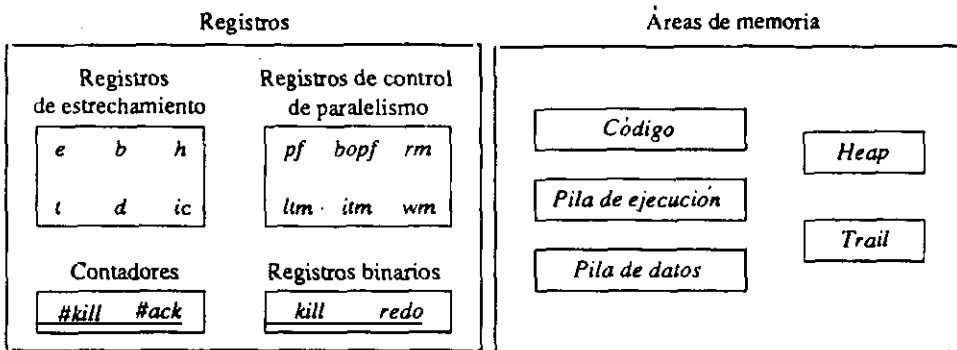 Registros
Áreas de memoria
Registros
de estrechamiento
Registros de control
de paralelismo
e b h
t d ic
pf bopf rm
ltm itm wm
Contadores
#kill #ack
Registros binarios
kill redo
Código
Pila de ejecución
Pila de datos
Heap
Trail